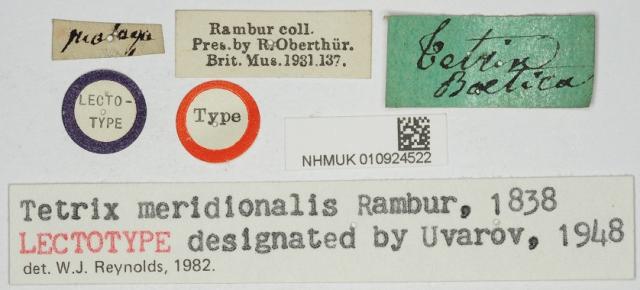 malaga
Rambur coll.
Pres. by R. Oberthür.
Brit. Mus. 1931.137.
Tetrix
Bætica
LECTO-
TYPE
Type
NHMUK 010924522
Tetrix meridionalis Rambur, 1838
LECTOTYPE designated by Uvarov, 1948
det. W.J. Reynolds, 1982.